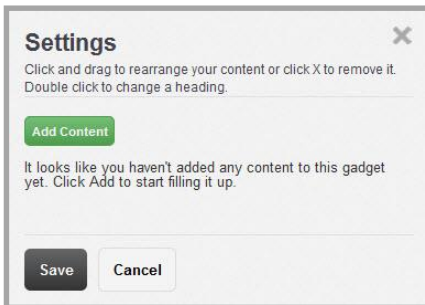 Settings
Click and drag to rearrange your content or click X to remove it.
Double click to change a heading.
Add Content
It looks like you haven't added any content to this gadget
yet. Click Add to start filling it up.
Save
Cancel